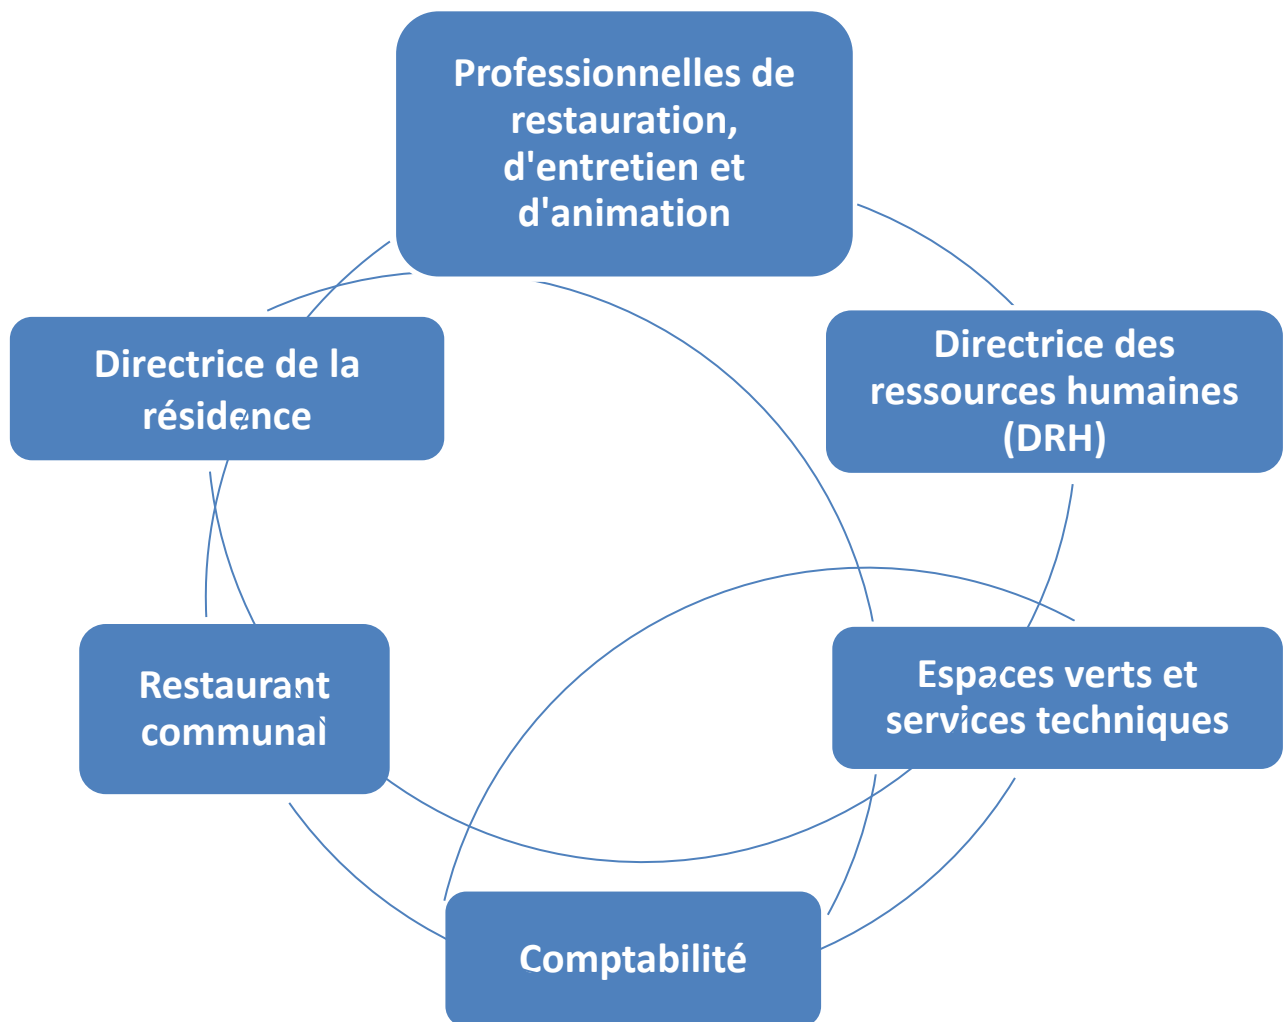 Professionnelles de
restauration,
d'entretien et
d'animation
Directrice de la
résidence
Directrice des
ressources humaines
(DRH)
Restaurant
communal
Espaces verts et
services techniques
Comptabilité